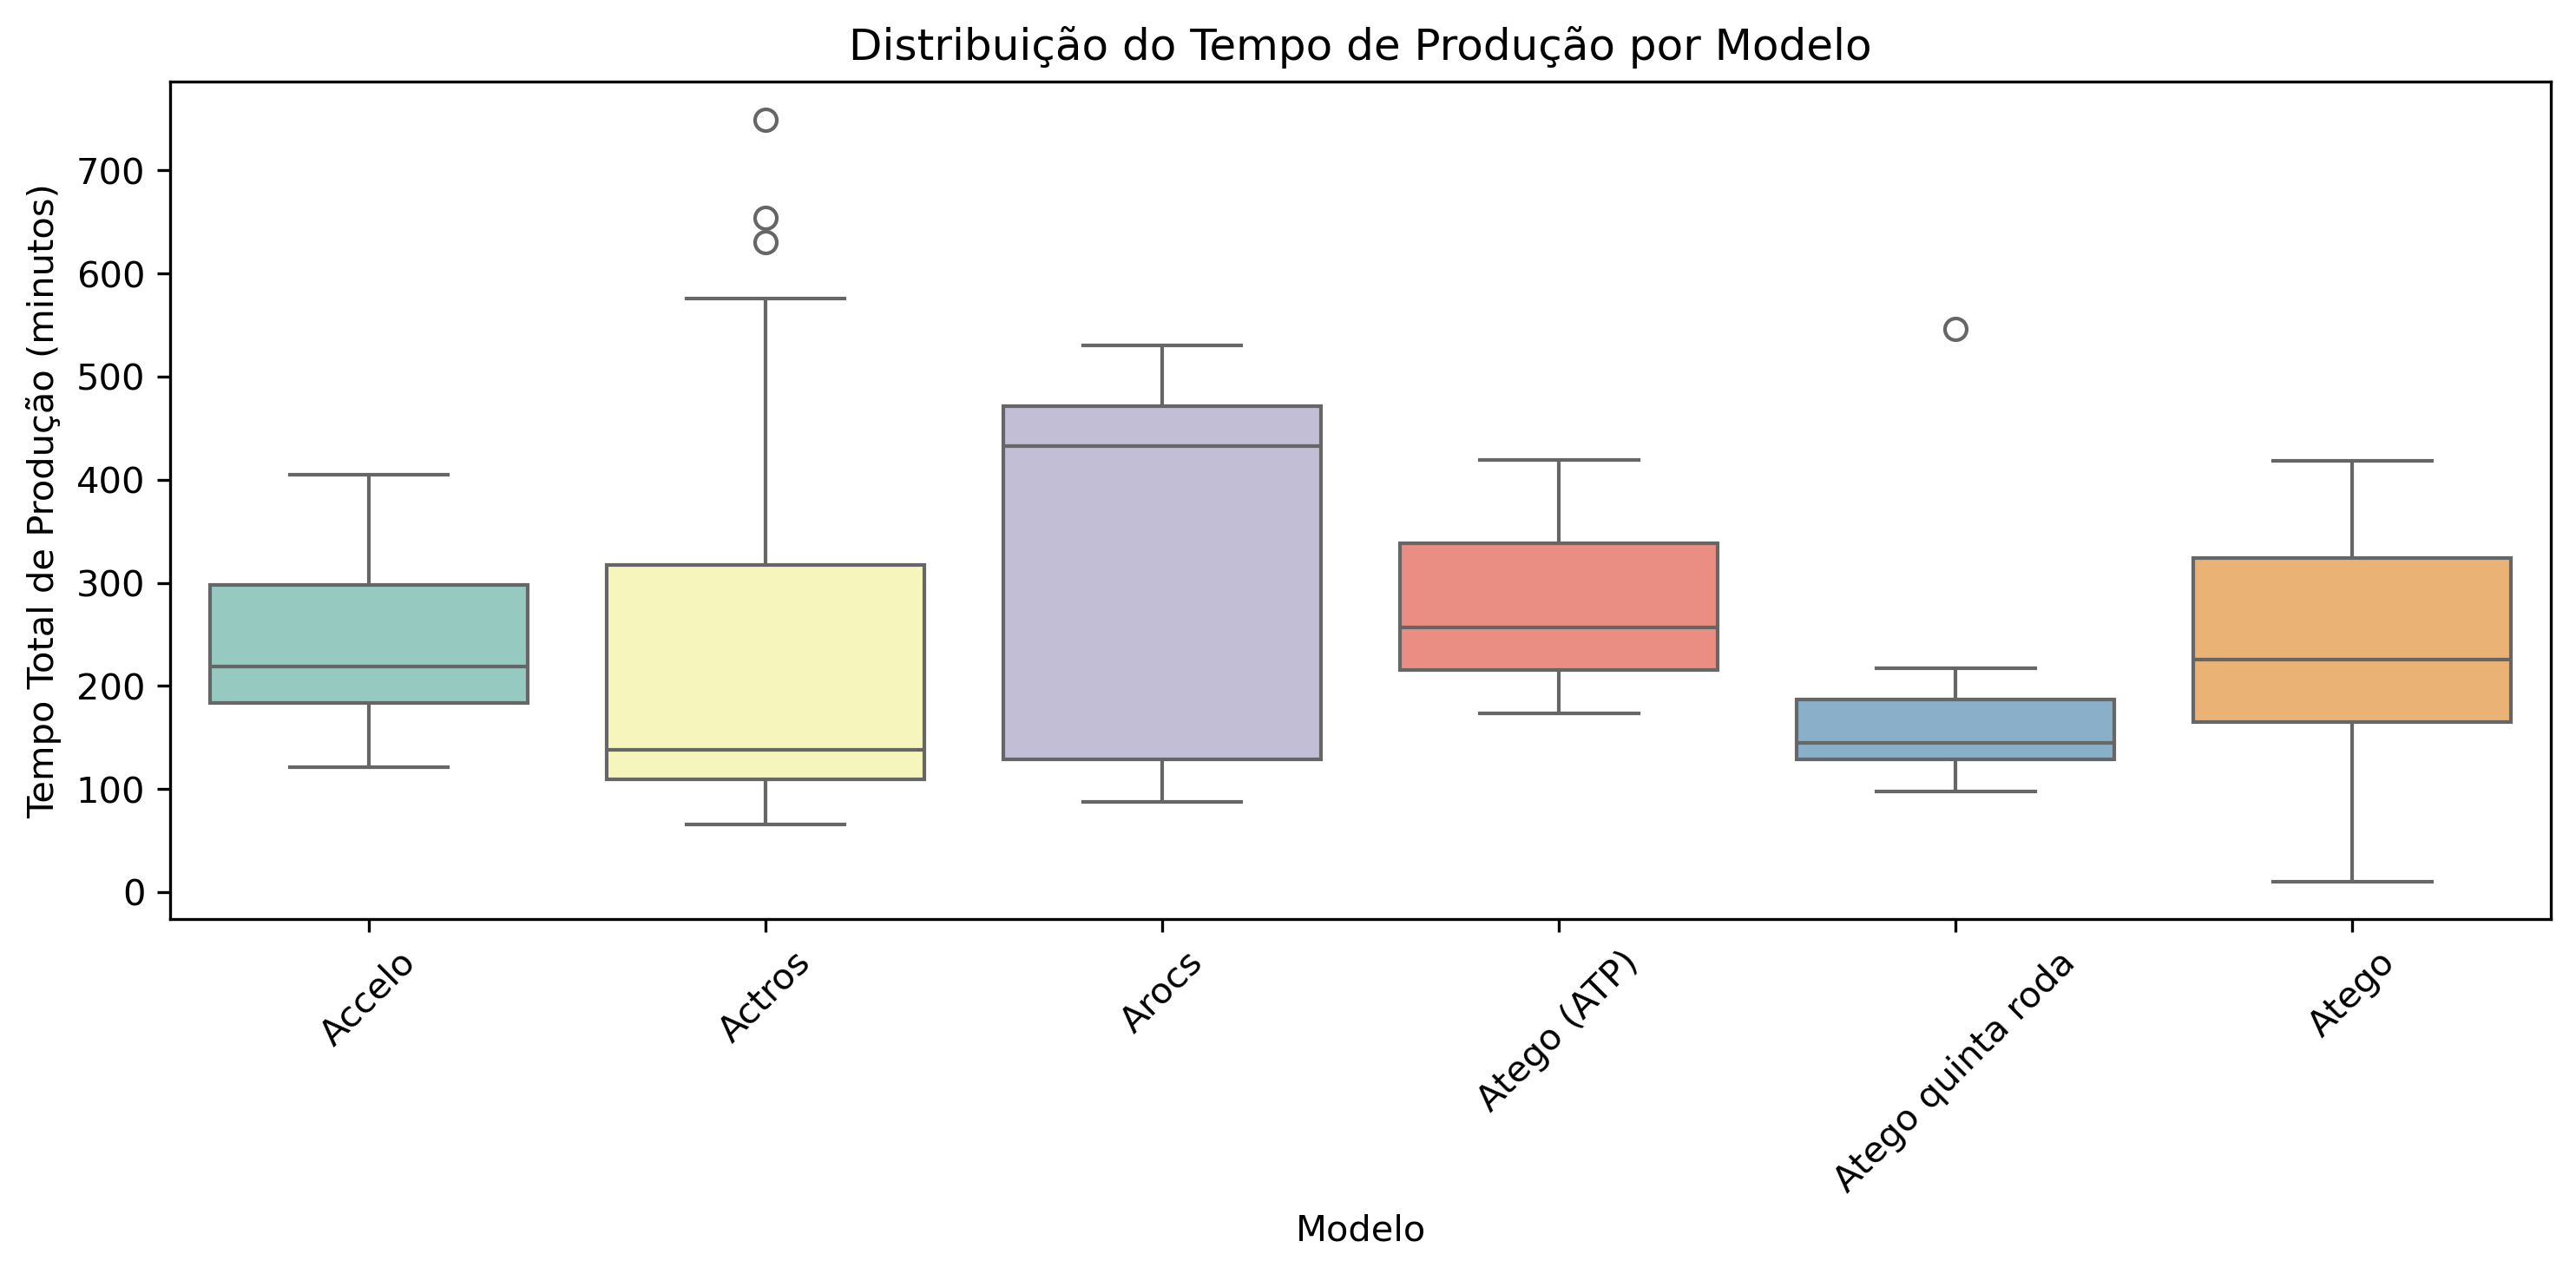 Distribuição do Tempo de Produção por Modelo
Tempo Total de Produção (minutos)
700
600
500
400
300
200
100
0
Accelo
Actros
Arocs
Atego (ATP)
Atego quinta roda
Atego
Modelo